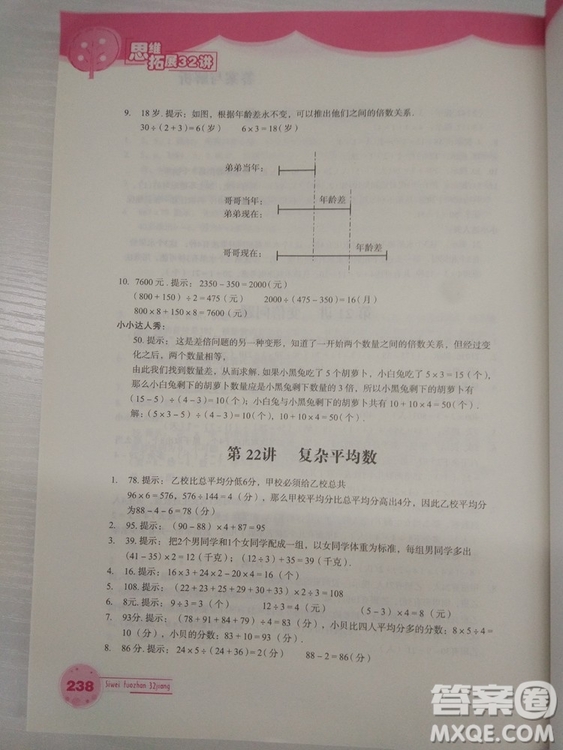 思维
拓展32讲
9. 18岁.提示:如图,根据年龄差永不变,可以推出他们之间的倍数关系.
30÷(2+3)=6(岁) 6×3=18(岁)
弟弟当年:
哥哥当年: 年龄差
弟弟现在:
年龄差
哥哥现在:
10. 7600元.提示:2350-350=2000(元)
(800+150)÷2=475(元) 2000÷(475-350)=16(月)
800×8+150×8=7600(元)
小小达人秀:
50.提示:这是差倍问题的另一种变形,知道了一开始两个数量之间的倍数关系,但经过变
化之后,两个数量相等,
由此我们找到数量差,从而求解.如果小黑兔吃了5个胡萝卜,小白兔吃了5×3=15个,
那么小白兔剩下的胡萝卜数量应是小黑兔剩下数量的3倍,所以小黑兔剩下的胡萝卜有
(15-5)÷(4-3)=10(个),小白兔与小黑兔剩下的胡萝卜共有10+10×4=50(个)
解:(5×3-5)÷(4-3)=10(个),10+10×4=50(个).
第22讲 复杂平均数
1. 78.提示:乙校比总平均分低6分,甲校必须给乙校总共
96×6=576,576÷144=4(分),那么甲校平均分比总平均分高出4分,因此乙校平均分
为88-4-6=78(分)
2. 95.提示:(90-88)×4+87=95
3. 39.提示:把2个男同学和1个女同学配成一组,以女同学体重为标准,每组男同学多出
(41-35)×2=12(千克);(12÷3)+35=39(千克).
4. 16.提示:16×3+24×2-20×4=16(个)
5. 108.提示:(22+23+25+29+30+33)×2÷3=108
6. 8元.提示:9÷3=3(个) 12÷3=4(元) (5-3)×4=8(元)
7. 93分.提示:(78+91+84+79)÷4=83(分),小贝比四人平均分多的分数:8×5÷4=
10(分),小贝的分数:83+10=93(分).
8. 86分.提示:24×5÷(24+36)=2(分) 88-2=86(分)
238
Siwei tuozhan 32jiang
答案圈
MXQE.COM